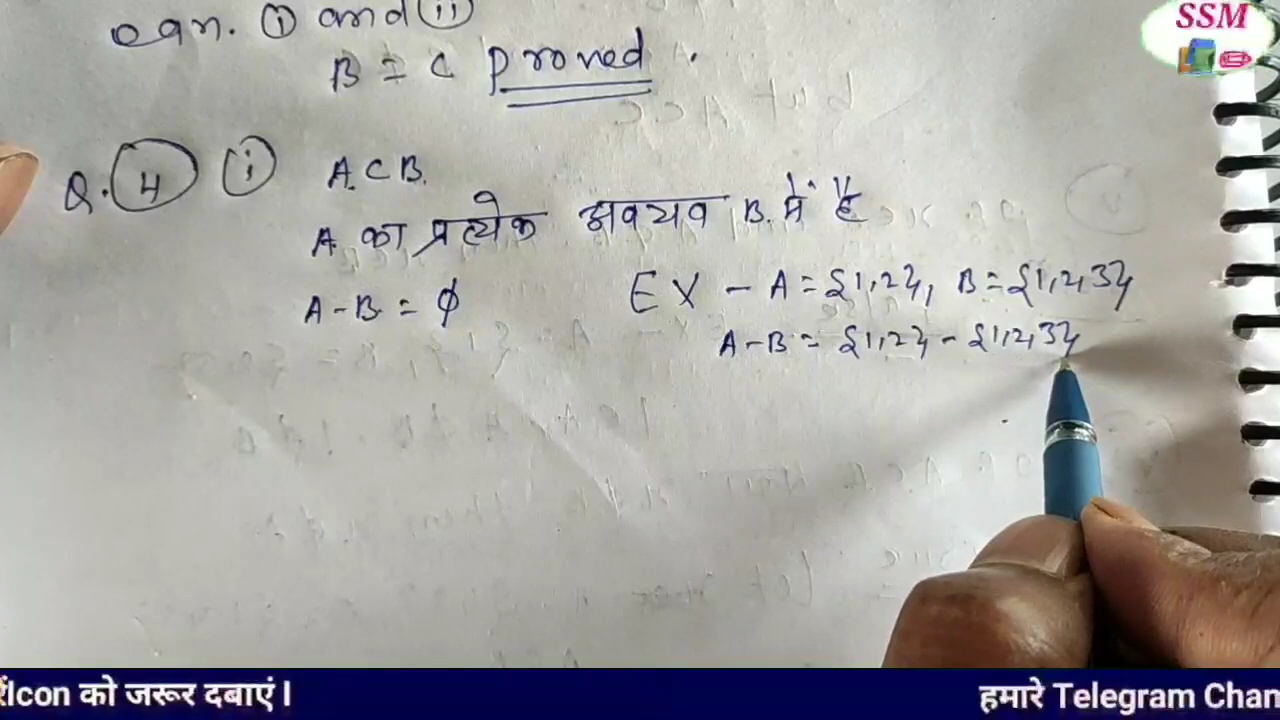 eqn. (i) and (ii)
B = C proved.
SSM
Q. (4) (i) A ⊂ B.
A. का प्रत्येक अवयव B. में है
A - B = ϕ
EX - A = {1,2}, B = {1,2,3}
A - B = {1,2} - {1,2,3}
Icon को जरूर दबाएं l
हमारे Telegram Chan